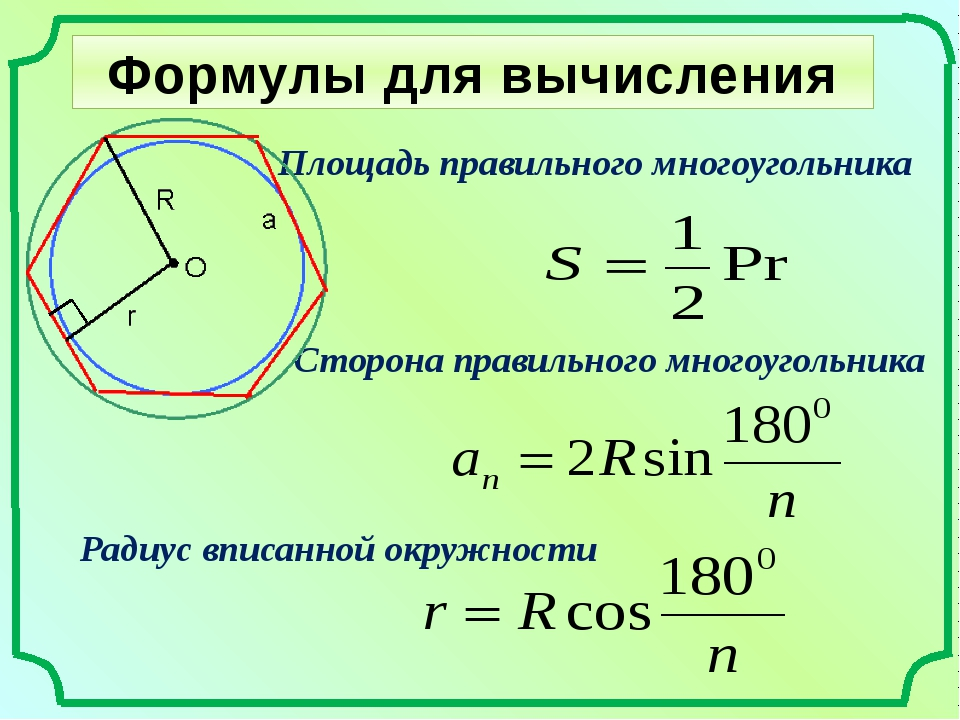 Формулы для вычисления
Площадь правильного многоугольника
R
a
O
r
S = 1/2 Pr
Сторона правильного многоугольника
aₙ = 2R sin 180⁰/n
Радиус вписанной окружности
r = R cos 180⁰/n